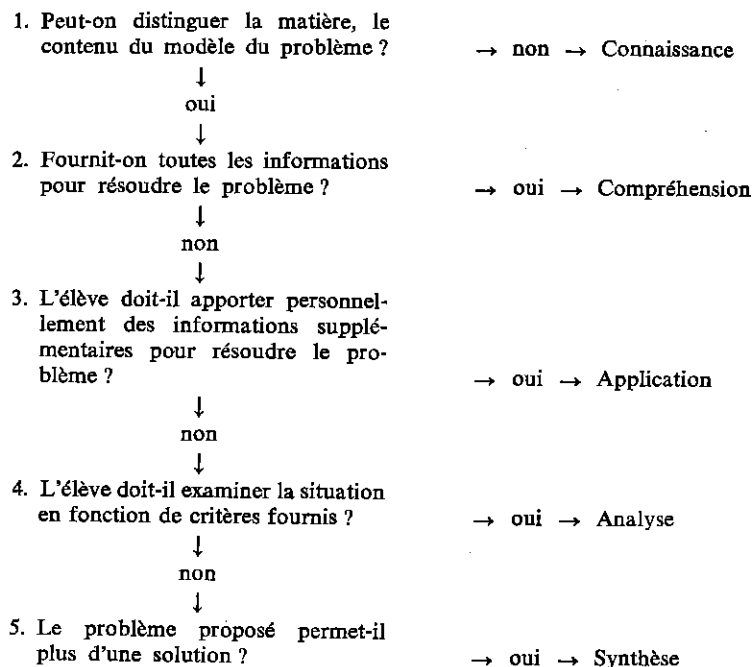 1. Peut-on distinguer la matière, le
contenu du modèle du problème ? → non → Connaissance
↓
oui
↓
2. Fournit-on toutes les informations
pour résoudre le problème ? → oui → Compréhension
↓
non
↓
3. L'élève doit-il apporter personnel-
lement des informations supplé-
mentaires pour résoudre le pro-
blème ? → oui → Application
↓
non
↓
4. L'élève doit-il examiner la situation
en fonction de critères fournis ? → oui → Analyse
↓
non
↓
5. Le problème proposé permet-il
plus d'une solution ? → oui → Synthèse